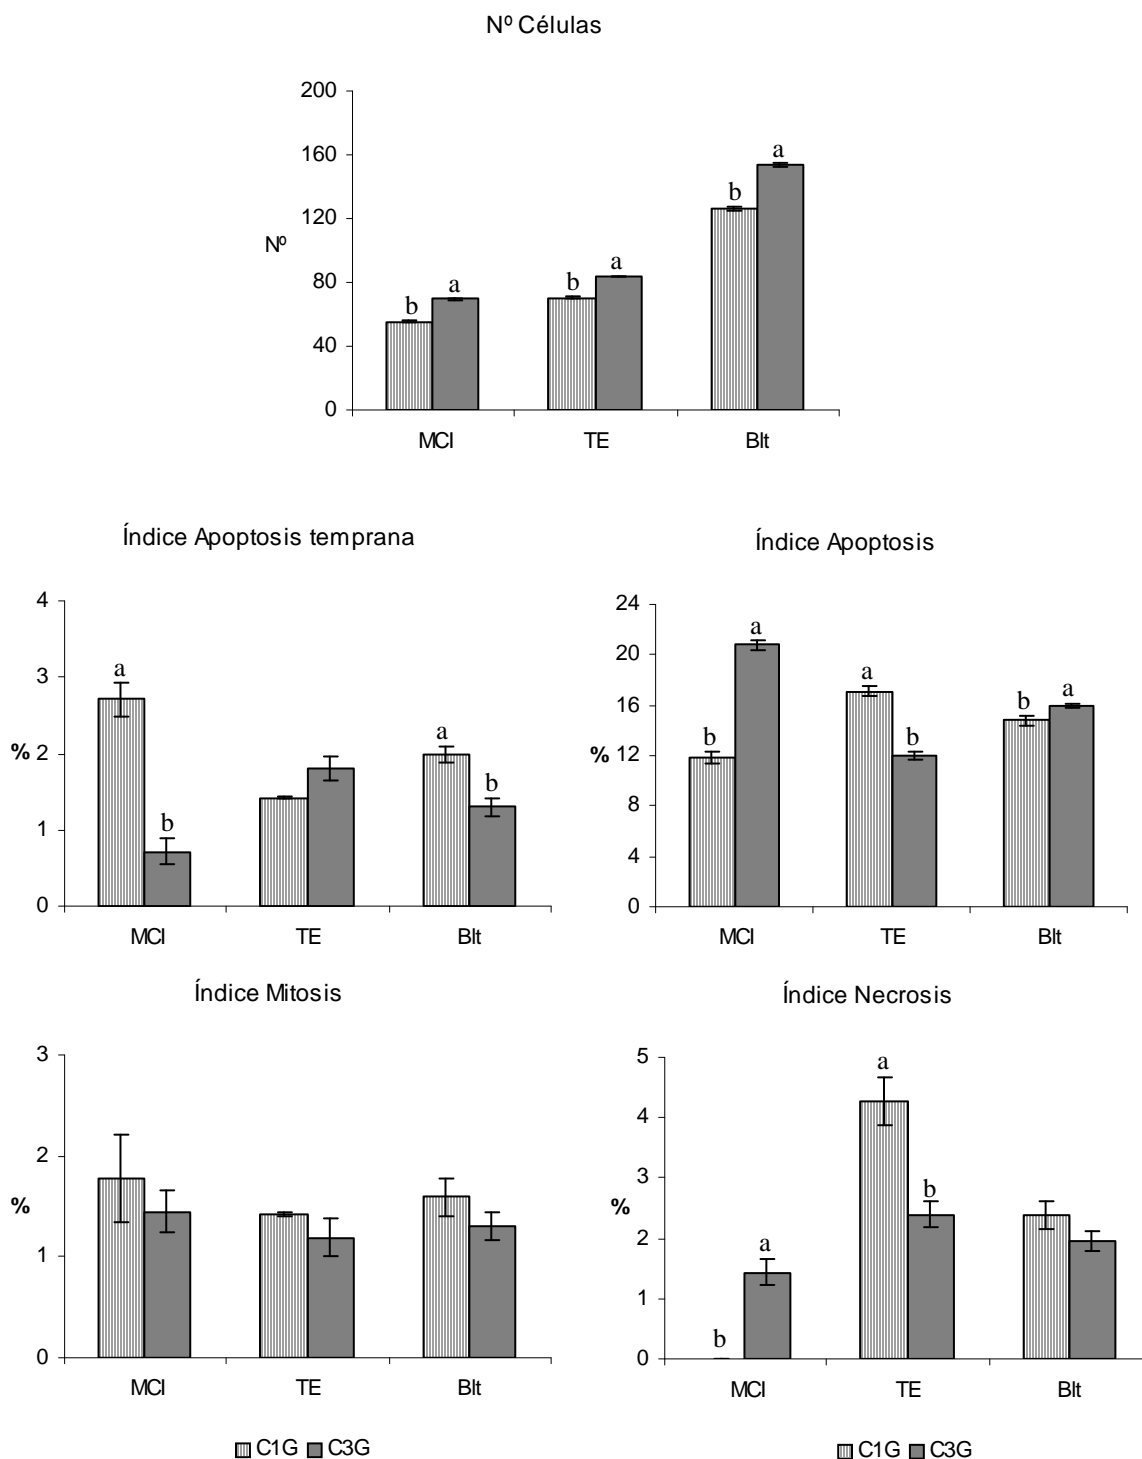 Nº Células
200
160
a
b
120
Nº
a
80
a
b
b
40
0
MCI TE Blt
Índice Apoptosis temprana
4
a
3
a
% 2
b
b
1
0
MCI TE Blt
Índice Apoptosis
24
a
20
a
a
16
b
b
b
% 12
8
4
0
MCI TE Blt
Índice Mitosis
3
2
%
1
0
MCI TE Blt
C1G C3G
Índice Necrosis
5
a
4
3
b
%
2
a
1
b
0
MCI TE Blt
C1G C3G